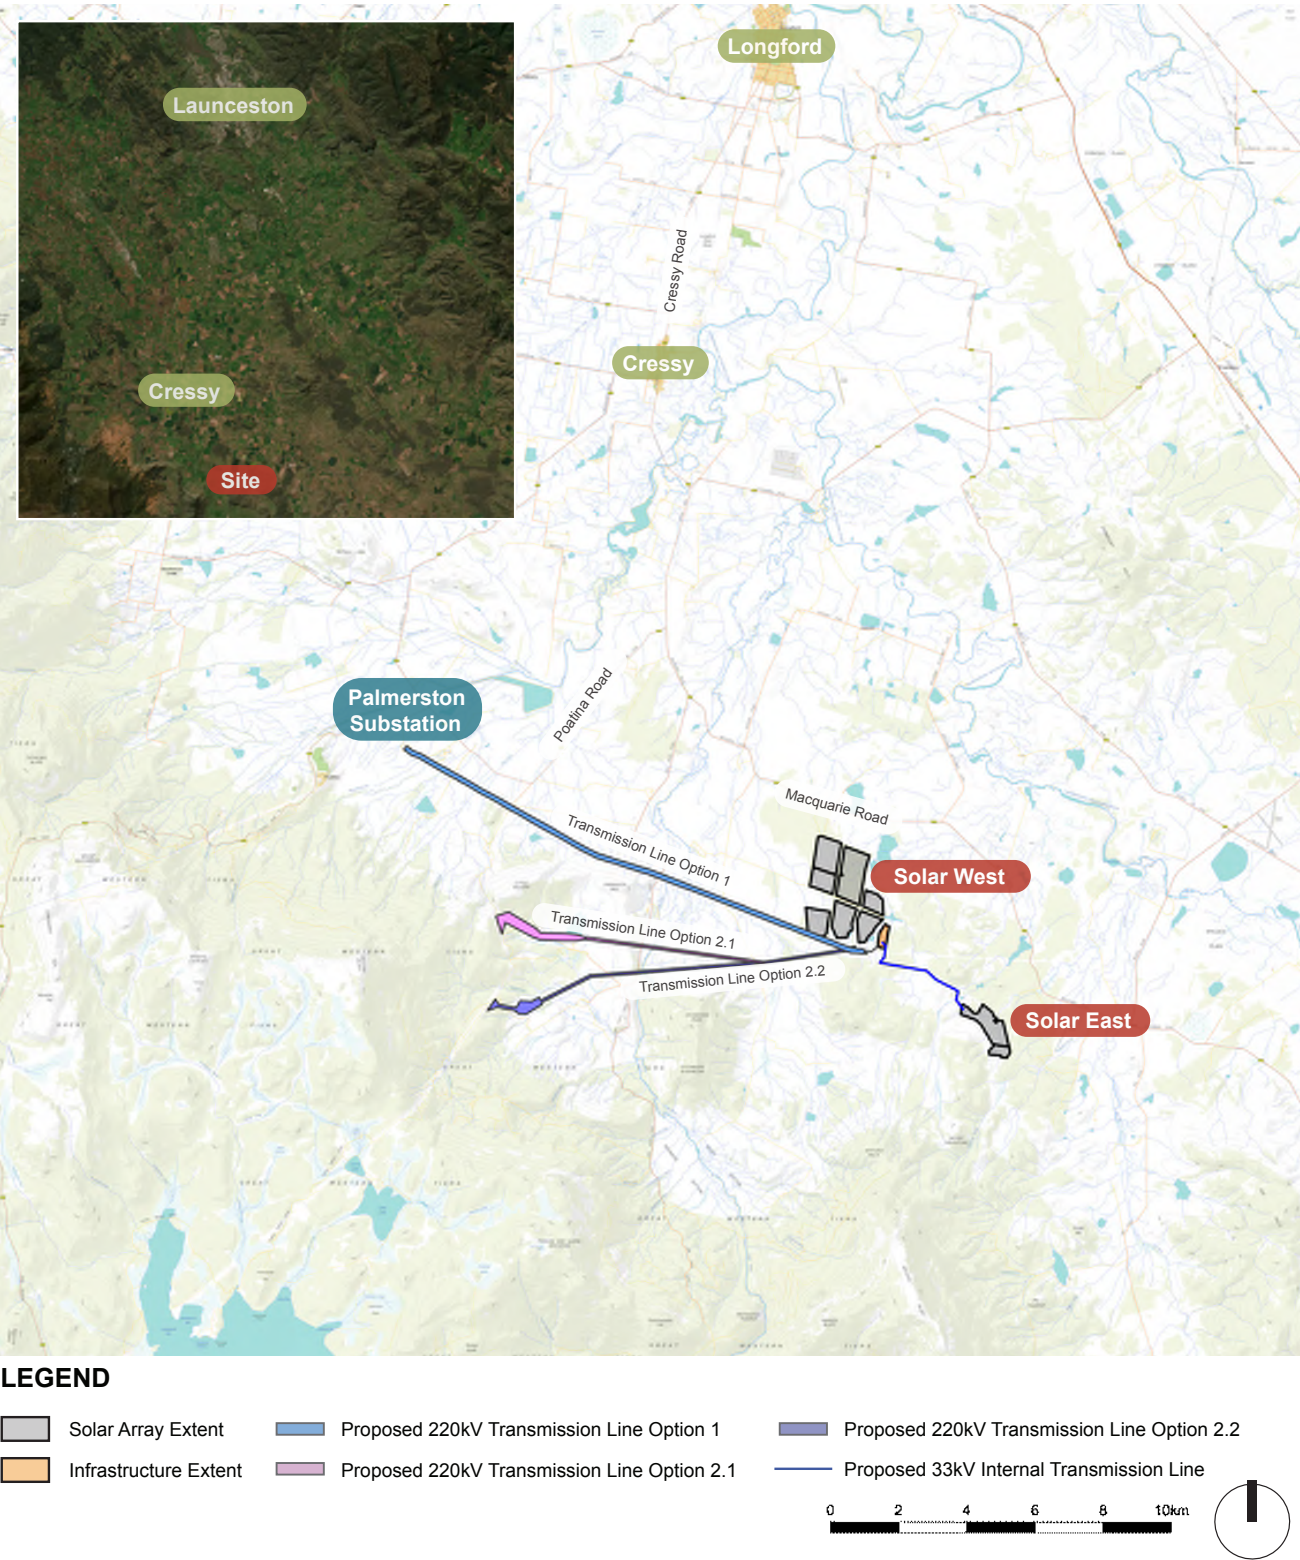 Longford
Launceston
Cressy Road
Cressy
Cressy
Site
Palmerston
Substation
Poatina Road
Macquarie Road
Transmission Line Option 1
Solar West
Transmission Line Option 2.1
Transmission Line Option 2.2
Solar East
LEGEND
Solar Array Extent
Proposed 220kV Transmission Line Option 1
Proposed 220kV Transmission Line Option 2.2
Infrastructure Extent
Proposed 220kV Transmission Line Option 2.1
Proposed 33kV Internal Transmission Line
0 2 4 6 8 10km